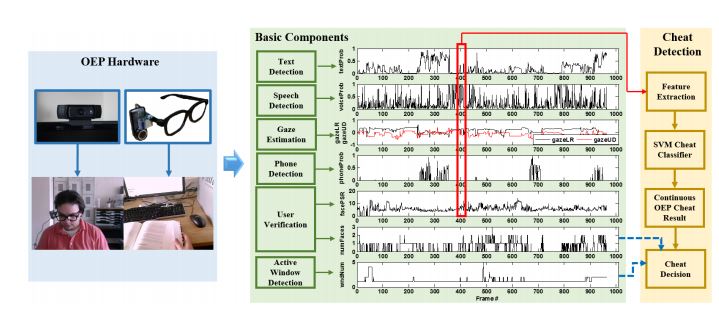 OEP Hardware
Basic Components
Text
Detection
textProb
1
0.5
0
0 100 200 300 400 500 600 700 800 900 1000
Speech
Detection
voiceProb
1
0.5
0
0 100 200 300 400 500 600 700 800 900 1000
Gaze
Estimation
gazeLR
gazeUD
1
0
-1
gazeLR gazeUD
0 100 200 300 400 500 600 700 800 900 1000
Phone
Detection
phoneProb
1
0.5
0
0 100 200 300 400 500 600 700 800 900 1000
User
Verification
facePSR
20
10
0
0 100 200 300 400 500 600 700 800 900 1000
numFaces
3
2
1
0
0 100 200 300 400 500 600 700 800 900 1000
Active
Window
Detection
wndNum
5
0
0 100 200 300 400 500 600 700 800 900 1000
Frame #
Cheat
Detection
Feature
Extraction
SVM Cheat
Classifier
Continuous
OEP Cheat
Result
Cheat
Decision